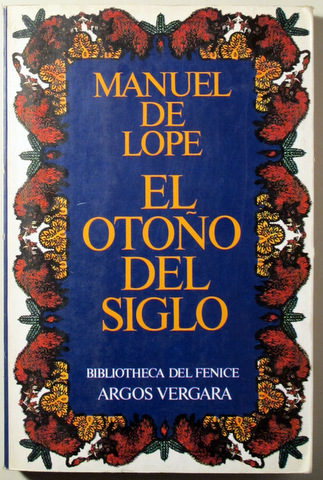 MANUEL
DE
LOPE
EL
OTOÑO
DEL
SIGLO
BIBLIOTHECA DEL FENICE
ARGOS VERGARA